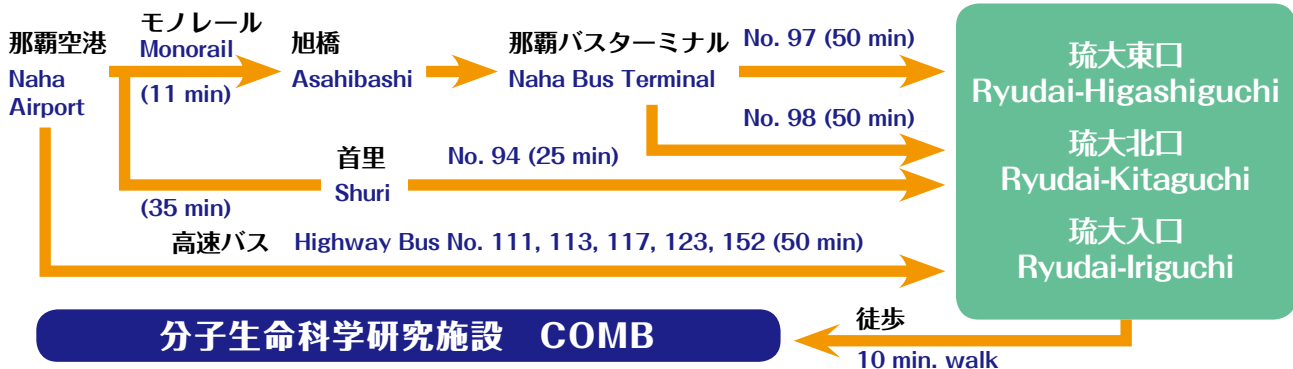 那覇空港
Naha
Airport
モノレール
Monorail
(11 min)
旭橋
Asahibashi
那覇バスターミナル
Naha Bus Terminal
No. 97 (50 min)
No. 98 (50 min)
首里
Shuri
(35 min)
No. 94 (25 min)
高速バス Highway Bus No. 111, 113, 117, 123, 152 (50 min)
琉大東口
Ryudai-Higashiguchi
琉大北口
Ryudai-Kitaguchi
琉大入口
Ryudai-Iriguchi
徒歩
10 min. walk
分子生命科学研究施設 COMB